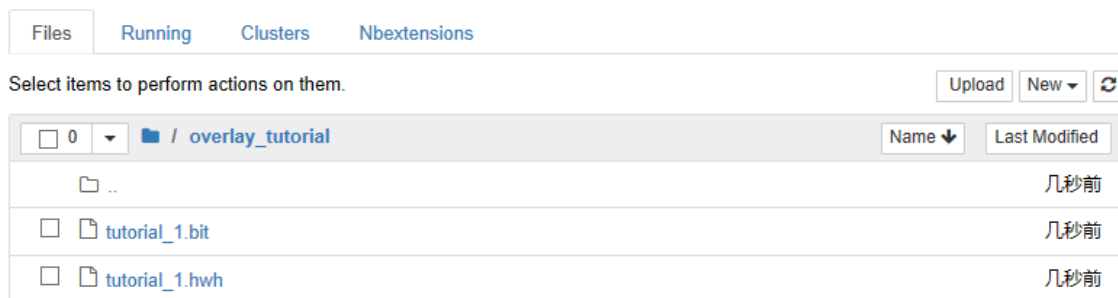 Files Running Clusters Nbextensions
Select items to perform actions on them. Upload New
0 / overlay_tutorial Name Last Modified
.. 几秒前
tutorial_1.bit 几秒前
tutorial_1.hwh 几秒前